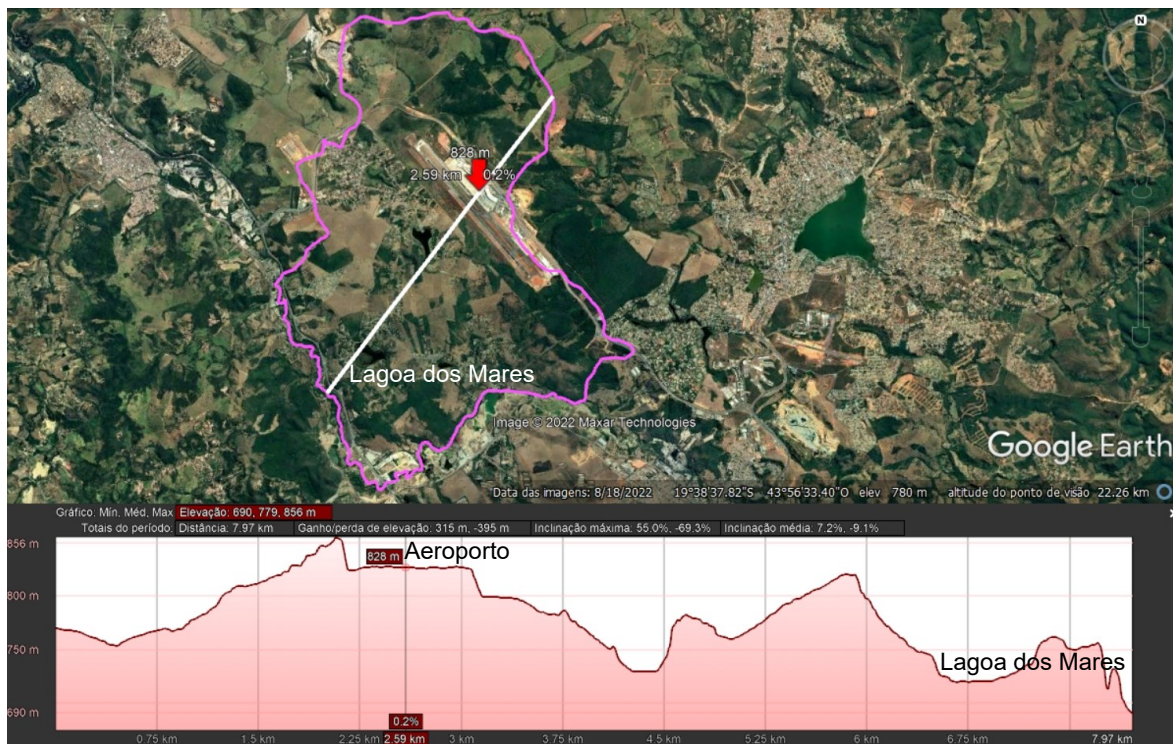 N
828 m
2.59 km 0.2%
Lagoa dos Mares
Image © 2022 Maxar Technologies
Google Earth
Data das imagens: 8/18/2022 19°38'37.82"S 43°56'33.40"O elev 780 m altitude do ponto de visão 22.26 km
Gráfico: Mín. Méd, Max Elevação: 690, 779, 856 m
Totais do período: Distância: 7.97 km Ganho/perda de elevação: 315 m, -395 m Inclinação máxima: 55.0%, -69.3% Inclinação média: 7.2%, -9.1%
856 m
828 m Aeroporto
800 m
750 m
Lagoa dos Mares
690 m
0.2%
0.75 km 1.5 km 2.25 km 2.59 km 3 km 3.75 km 4.5 km 5.25 km 6 km 6.75 km 7.97 km